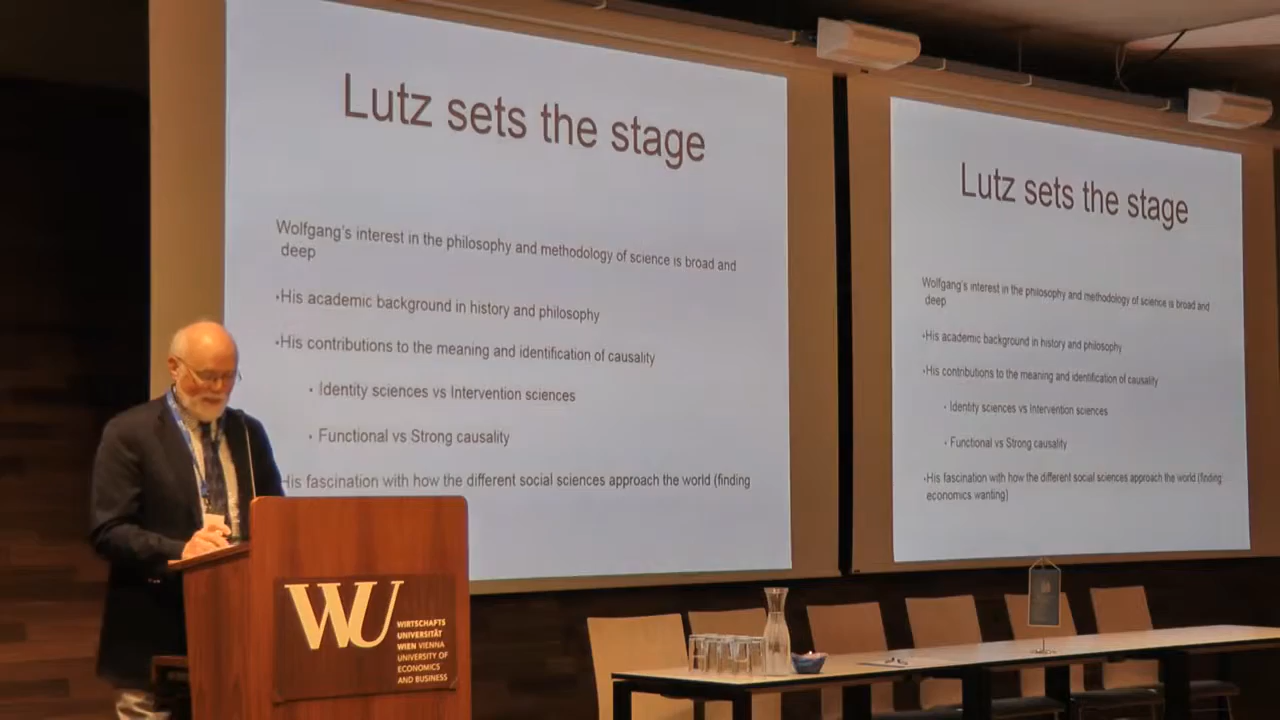 Lutz sets the stage
Wolfgang's interest in the philosophy and methodology of science is broad and
deep
•His academic background in history and philosophy
•His contributions to the meaning and identification of causality
• Identity sciences vs Intervention sciences
• Functional vs Strong causality
His fascination with how the different social sciences approach the world (finding
Lutz sets the stage
Wolfgang's interest in the philosophy and methodology of science is broad and
deep
•His academic background in history and philosophy
•His contributions to the meaning and identification of causality
• Identity sciences vs Intervention sciences
• Functional vs Strong causality
•His fascination with how the different social sciences approach the world (finding
economics wanting)
WU
WIRTSCHAFTS
UNIVERSITÄT
WIEN VIENNA
UNIVERSITY OF
ECONOMICS
AND BUSINESS